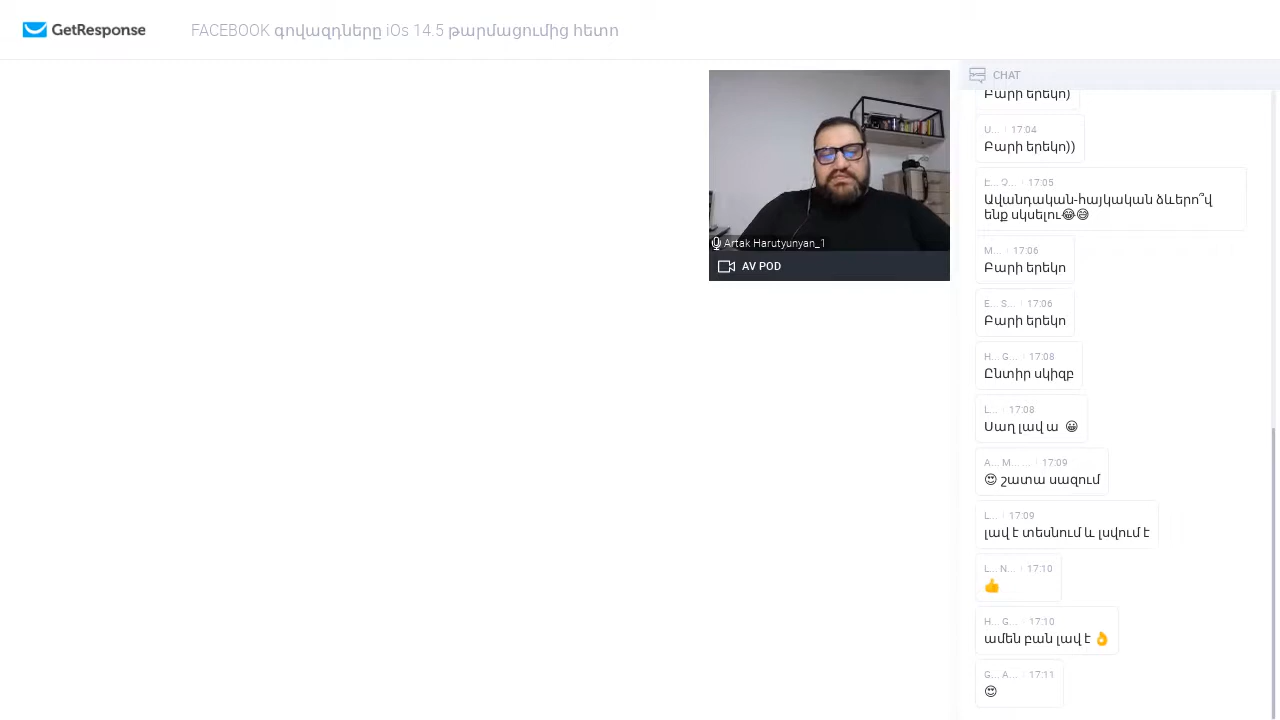 GetResponse
FACEBOOK գովազդները iOs 14.5 թարմացումից հետո
Artak Harutyunyan_1
AV POD
CHAT
Բարի երեկո)
Ս... 17:04
Բարի երեկո))
Է... Չ... 17:05
Ավանդական-հայկական ձևերո՞վ
ենք սկսելու😂😅
M... 17:06
Բարի երեկո
E... S... 17:06
Բարի երեկո
H... G... 17:08
Ընտիր սկիզբ
L... 17:08
Սաղ լավ ա 😀
A... M... ... 17:09
😍 շատա սազում
L... 17:09
լավ է տեսնում և լսվում է
L... N... 17:10
👍
H... G... 17:10
ամեն բան լավ է 👌
G... A... 17:11
😍